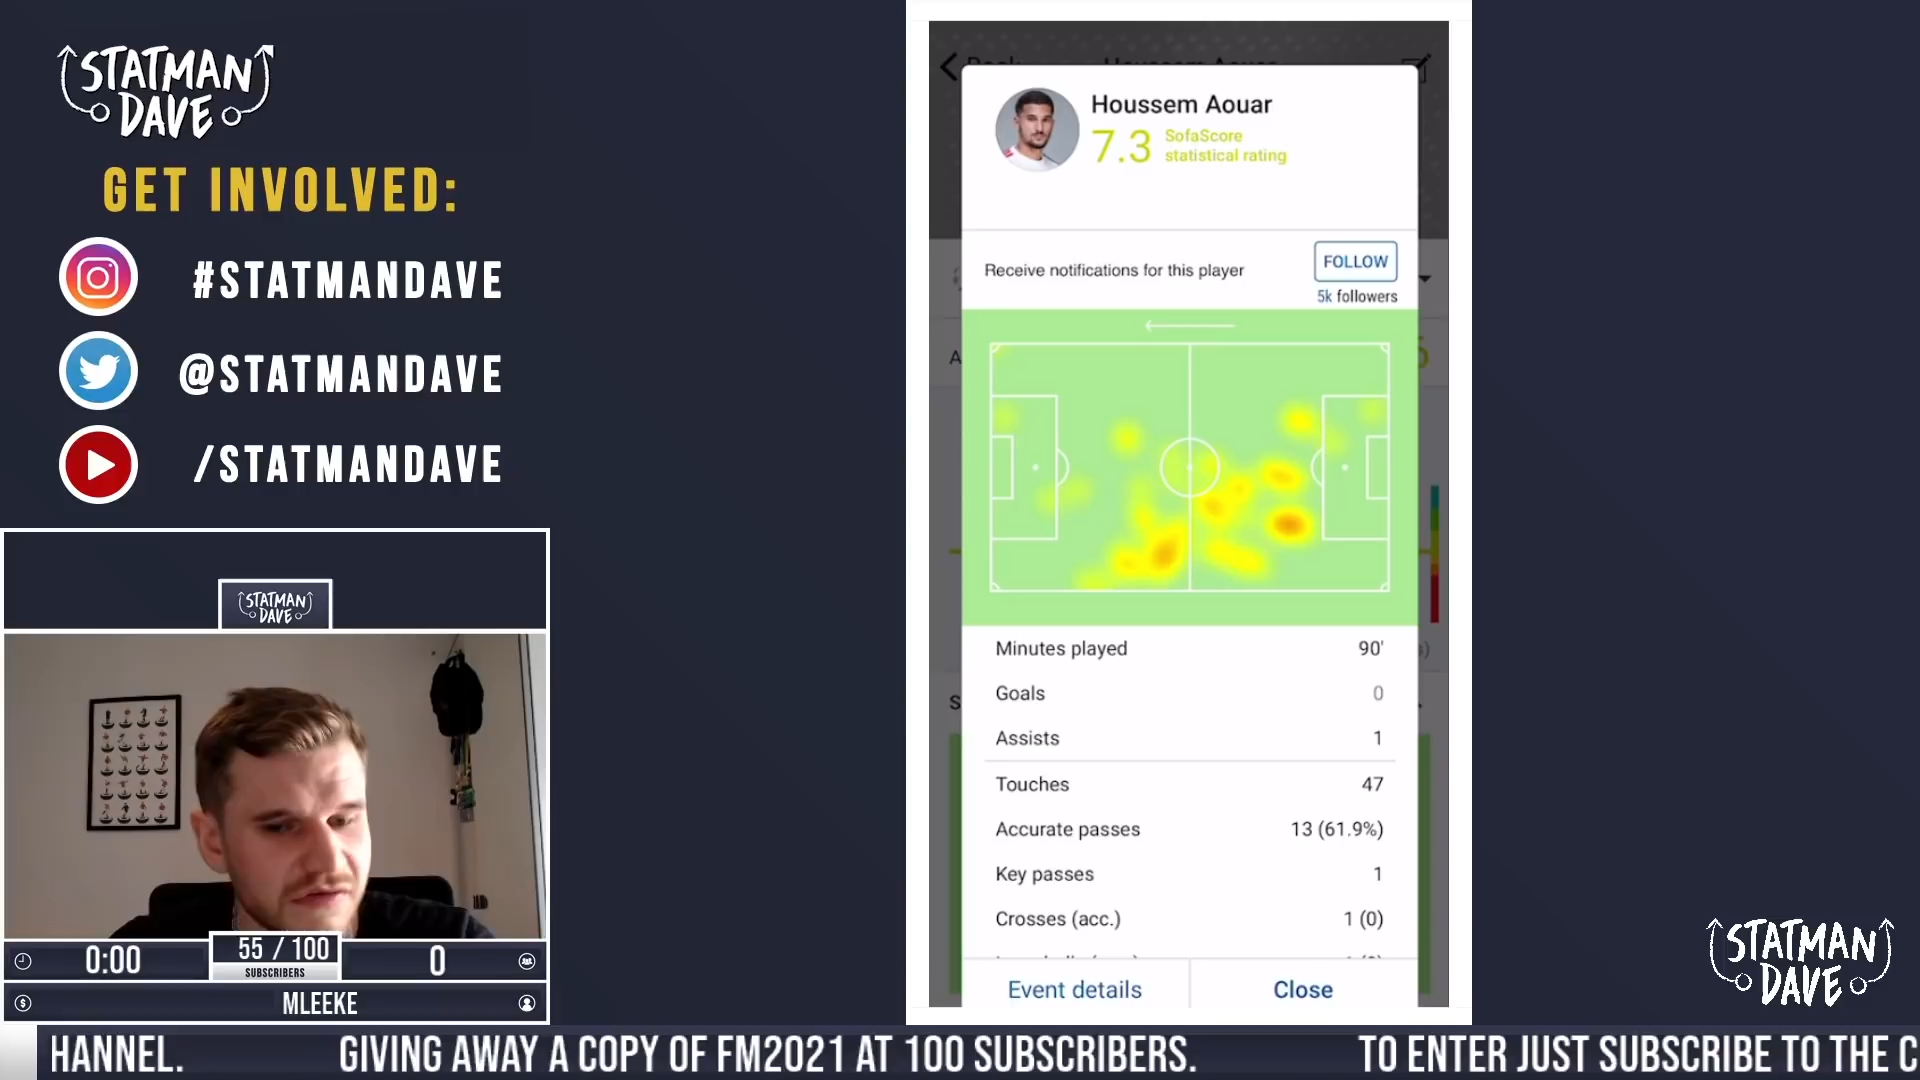 STATMAN
DAVE
GET INVOLVED:
#STATMANDAVE
@STATMANDAVE
/STATMANDAVE
STATMAN
DAVE
0:00
55 / 100
SUBSCRIBERS
0
MLEEKE
Houssem Aouar
7.3
SofaScore
statistical rating
Receive notifications for this player
FOLLOW
5k followers
Minutes played 90'
Goals 0
Assists 1
Touches 47
Accurate passes 13 (61.9%)
Key passes 1
Crosses (acc.) 1 (0)
Event details
Close
STATMAN
DAVE
HANNEL. GIVING AWAY A COPY OF FM2021 AT 100 SUBSCRIBERS. TO ENTER JUST SUBSCRIBE TO THE C